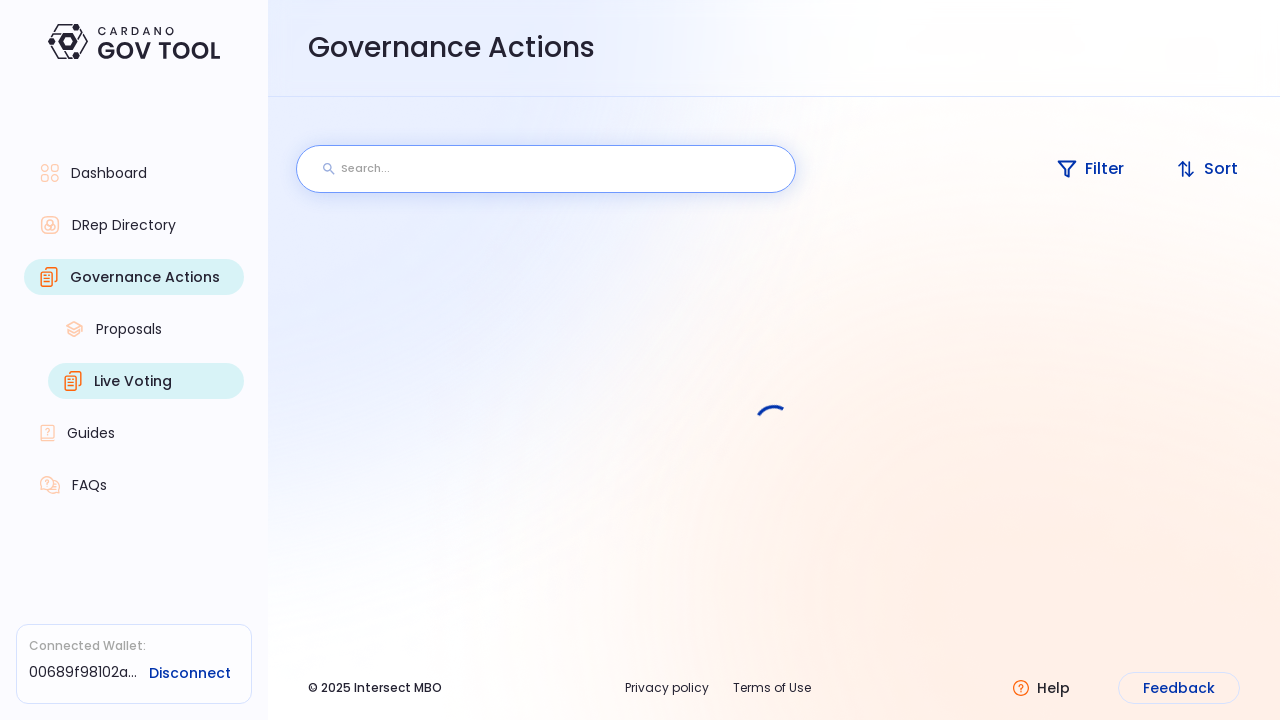 CARDANO
GOV TOOL
Governance Actions
Search...
Filter
Sort
Dashboard
DRep Directory
Governance Actions
Proposals
Live Voting
Guides
FAQs
Connected Wallet:
00689f98102a...
Disconnect
© 2025 Intersect MBO
Privacy policy
Terms of Use
Help
Feedback